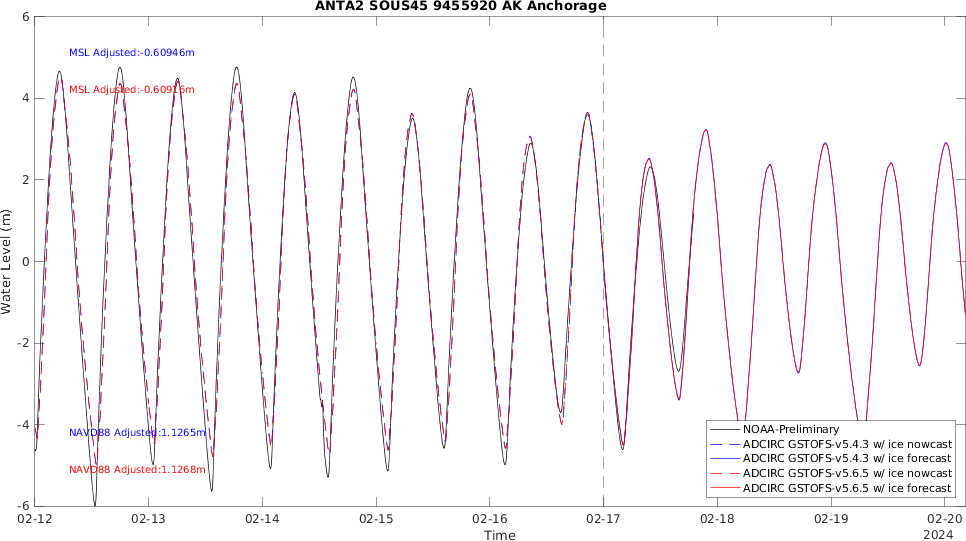 ANTA2 SOUS45 9455920 AK Anchorage
6
4
2
0
-2
-4
-6
Water Level (m)
MSL Adjusted:-0.60946m
MSL Adjusted:-0.60916m
NAVD88 Adjusted:1.1265m
NAVD88 Adjusted:1.1268m
NOAA-Preliminary
ADCIRC GSTOFS-v5.4.3 w/ ice nowcast
ADCIRC GSTOFS-v5.4.3 w/ ice forecast
ADCIRC GSTOFS-v5.6.5 w/ ice nowcast
ADCIRC GSTOFS-v5.6.5 w/ ice forecast
02-12 02-13 02-14 02-15 02-16 02-17 02-18 02-19 02-20
Time
2024